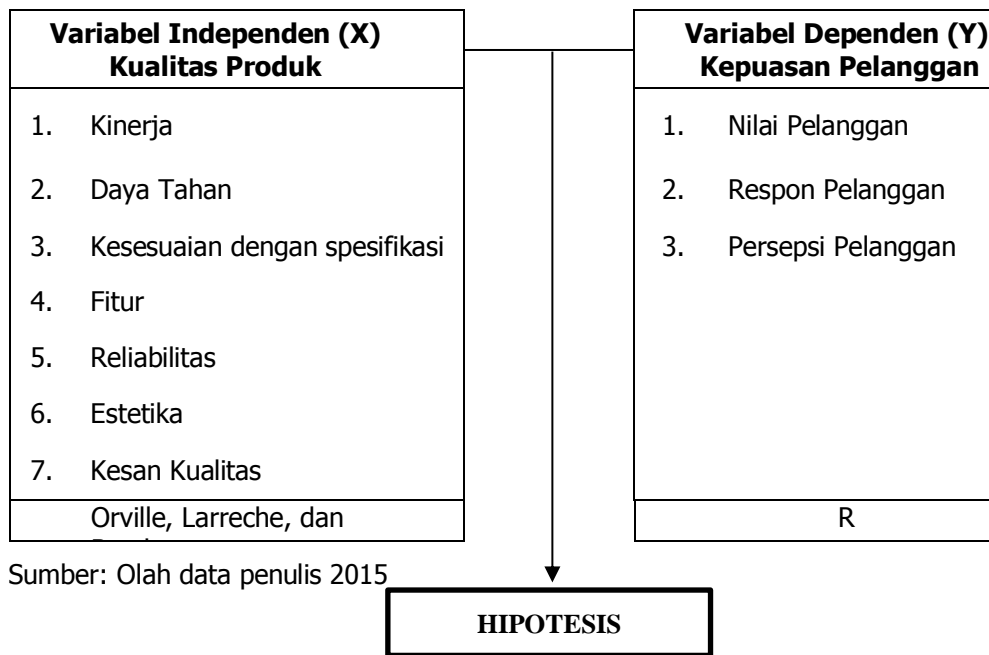 Variabel Independen (X)
Kualitas Produk
1. Kinerja
2. Daya Tahan
3. Kesesuaian dengan spesifikasi
4. Fitur
5. Reliabilitas
6. Estetika
7. Kesan Kualitas
Orville, Larreche, dan
Variabel Dependen (Y)
Kepuasan Pelanggan
1. Nilai Pelanggan
2. Respon Pelanggan
3. Persepsi Pelanggan
R
Sumber: Olah data penulis 2015
HIPOTESIS